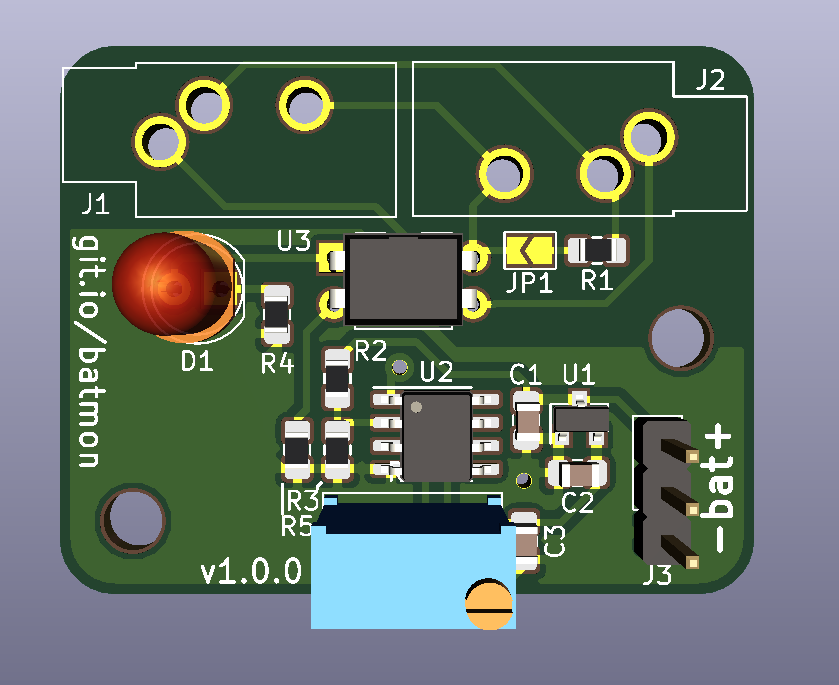 J2
J1
git.io/batmon
U3
JP1
R1
D1
R4
R2
U2
C1
U1
R3
R5
C2
C3
-bat+
J3
v1.0.0